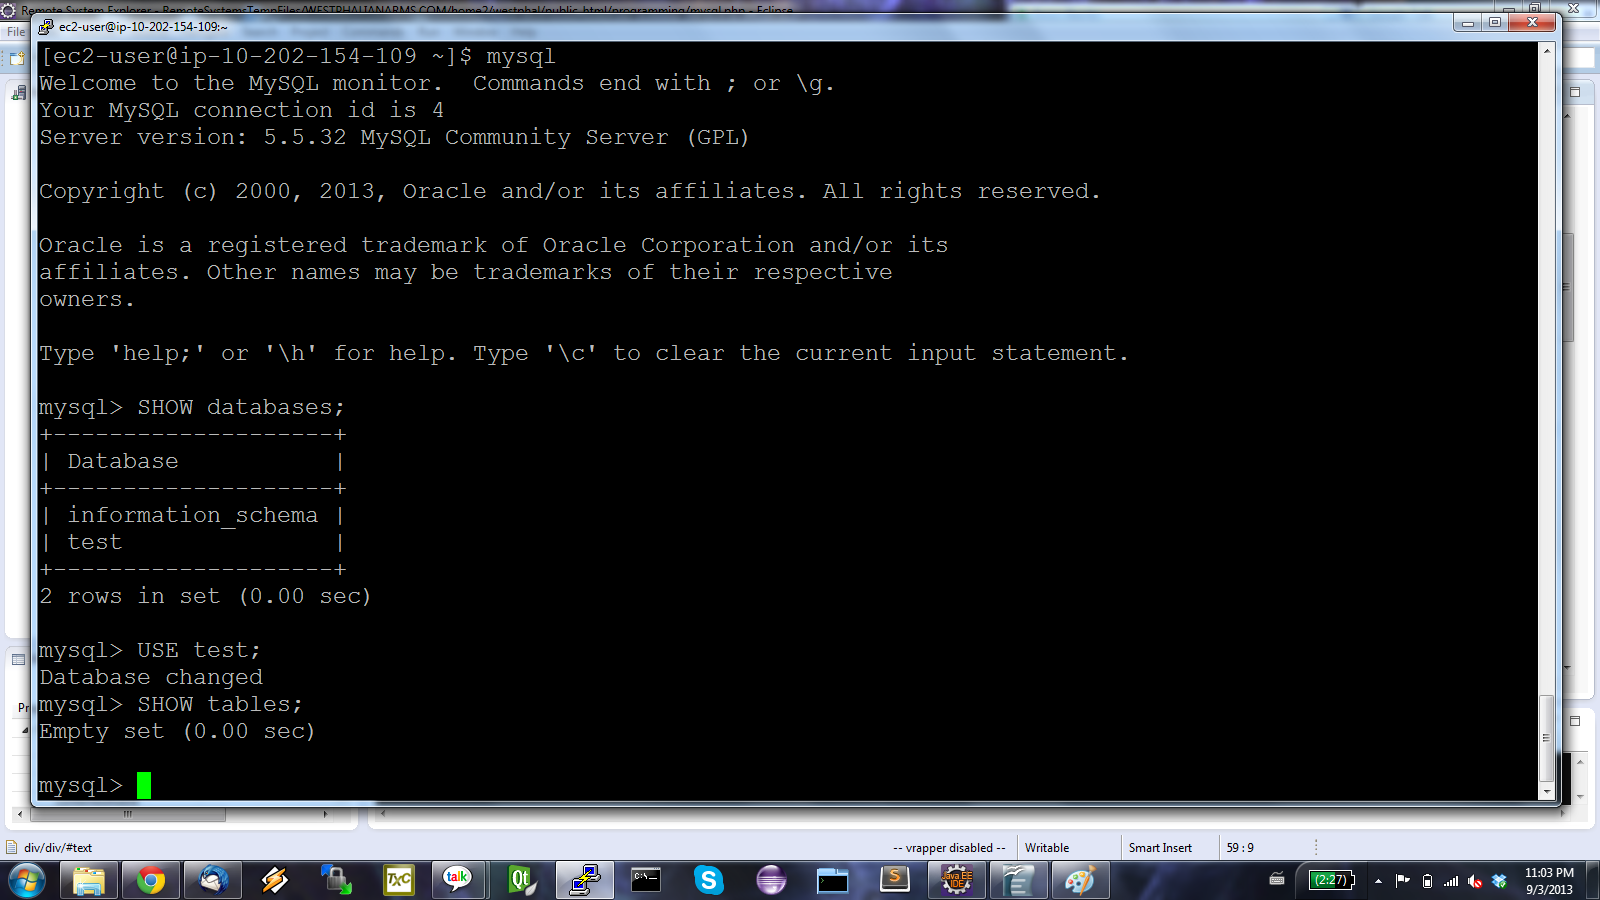 Remote System Explorer - RemoteSystemsTempFiles/WESTPHALIANARMS.COM/home2/westphal/public_html/programming/mysql.php - Eclipse
File
ec2-user@ip-10-202-154-109:~
[ec2-user@ip-10-202-154-109 ~]$ mysql
Welcome to the MySQL monitor.  Commands end with ; or \g.
Your MySQL connection id is 4
Server version: 5.5.32 MySQL Community Server (GPL)
Copyright (c) 2000, 2013, Oracle and/or its affiliates. All rights reserved.
Oracle is a registered trademark of Oracle Corporation and/or its
affiliates. Other names may be trademarks of their respective
owners.
Type 'help;' or '\h' for help. Type '\c' to clear the current input statement.
mysql> SHOW databases;
+--------------------+
| Database           |
+--------------------+
| information_schema |
| test               |
+--------------------+
2 rows in set (0.00 sec)
mysql> USE test;
Database changed
mysql> SHOW tables;
Empty set (0.00 sec)
mysql>
Pr
div/div/#text
-- vrapper disabled --
Writable
Smart Insert
59 : 9
TxC
talk
Qt
C:\_
S
S
Java EE
IDE
(2:27)
11:03 PM
9/3/2013